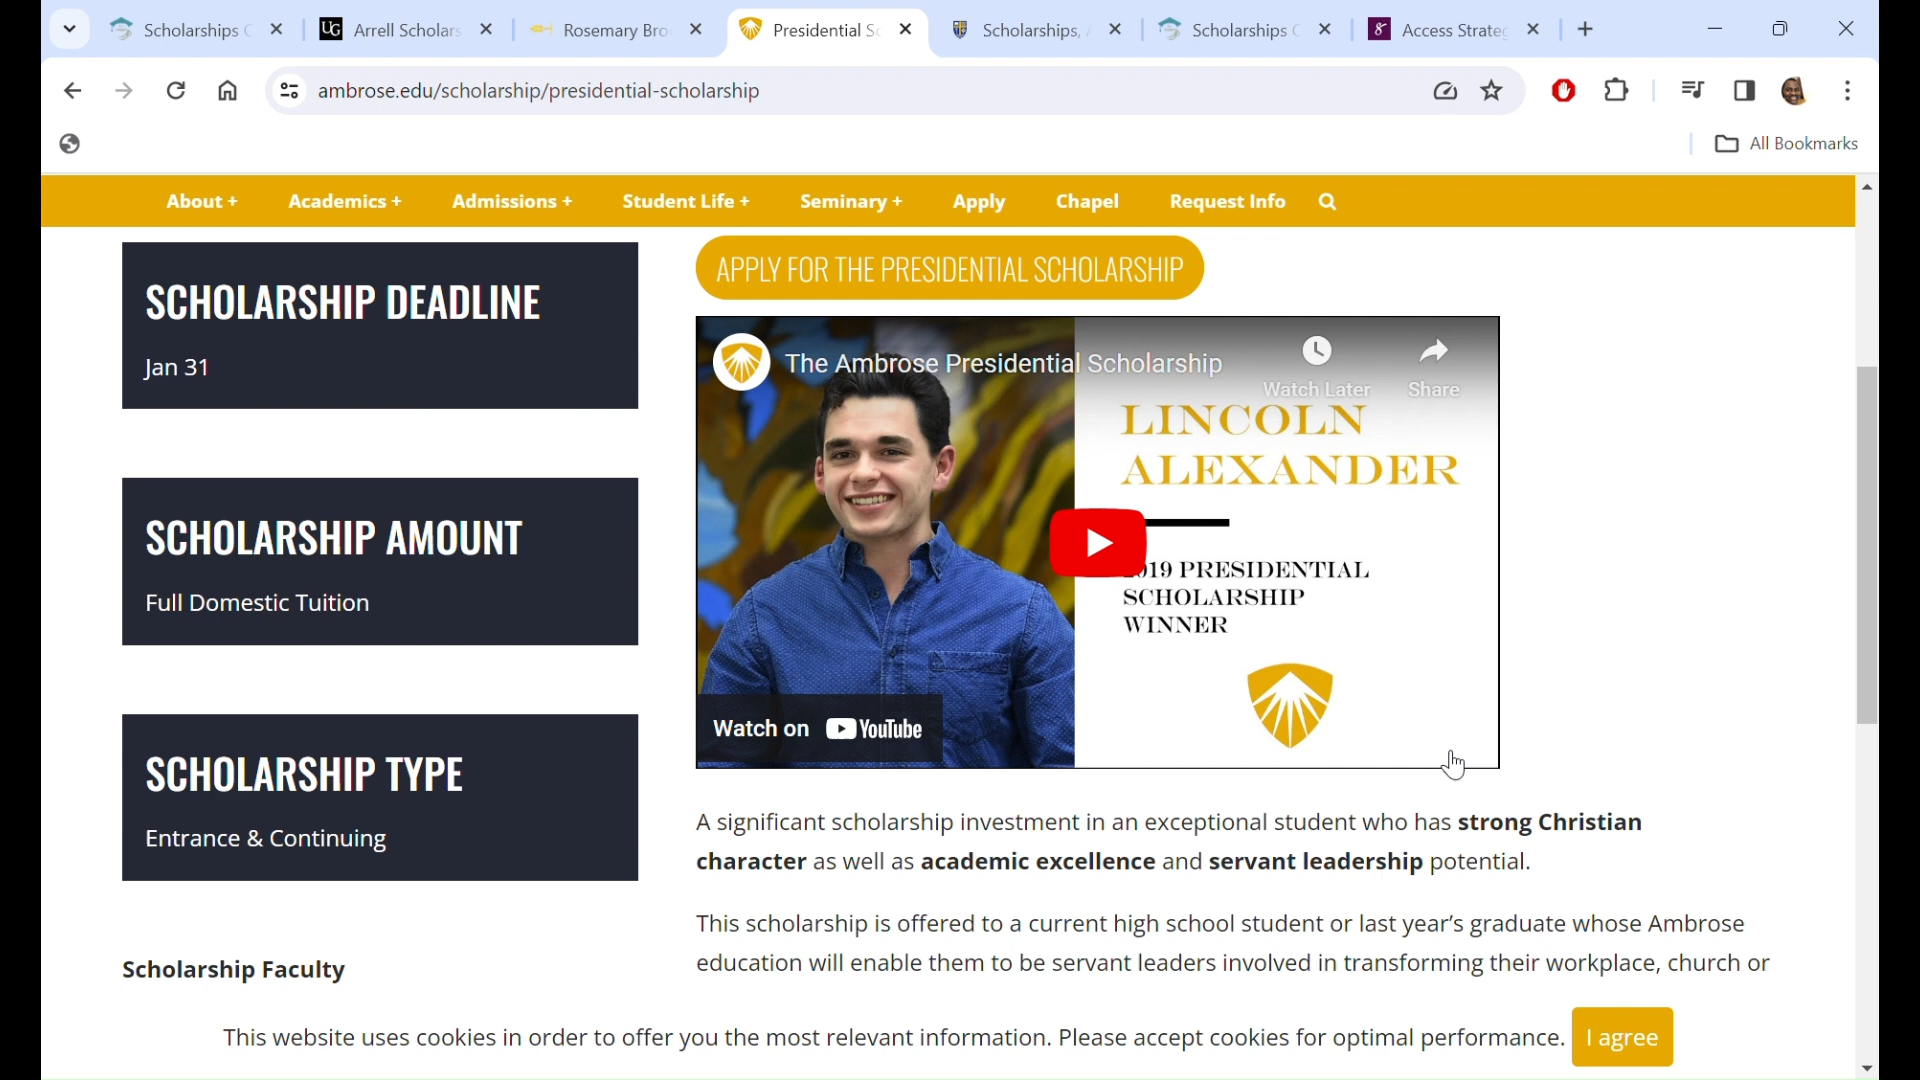 Scholarships
Arrell Scholars
Rosemary Bro
Presidential
Scholarships,
Scholarships
Access Strate
ambrose.edu/scholarship/presidential-scholarship
All Bookmarks
About +
Academics +
Admissions +
Student Life +
Seminary +
Apply
Chapel
Request Info
SCHOLARSHIP DEADLINE
Jan 31
SCHOLARSHIP AMOUNT
Full Domestic Tuition
SCHOLARSHIP TYPE
Entrance & Continuing
Scholarship Faculty
APPLY FOR THE PRESIDENTIAL SCHOLARSHIP
The Ambrose Presidential Scholarship
Watch Later
Share
LINCOLN
ALEXANDER
PRESIDENTIAL
SCHOLARSHIP
WINNER
Watch on YouTube
A significant scholarship investment in an exceptional student who has strong Christian
character as well as academic excellence and servant leadership potential.
This scholarship is offered to a current high school student or last year's graduate whose Ambrose
education will enable them to be servant leaders involved in transforming their workplace, church or
This website uses cookies in order to offer you the most relevant information. Please accept cookies for optimal performance.
I agree